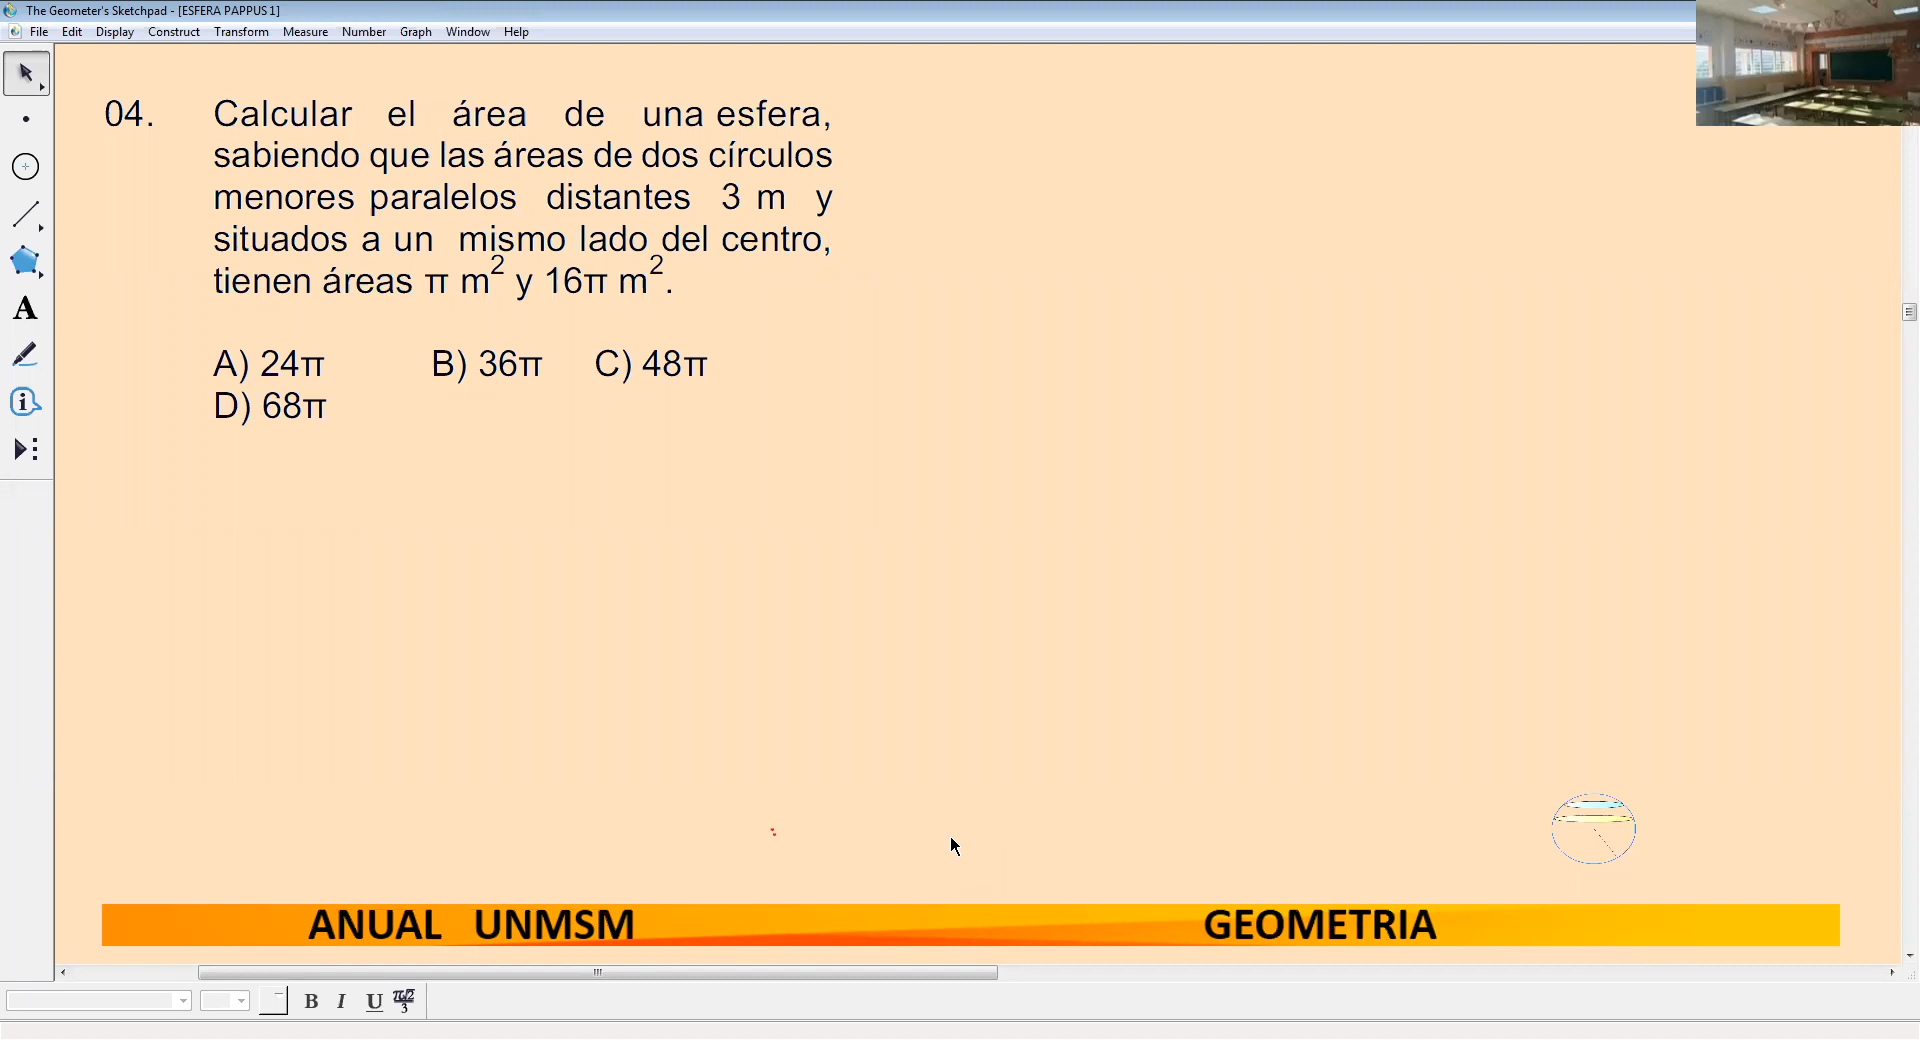 The Geometer's Sketchpad - [ESFERA PAPPUS 1]
File Edit Display Construct Transform Measure Number Graph Window Help
04. Calcular el área de una esfera,
sabiendo que las áreas de dos círculos
menores paralelos distantes 3 m y
situados a un mismo lado del centro,
tienen áreas π m² y 16π m².
A) 24π B) 36π C) 48π
D) 68π
ANUAL UNMSM GEOMETRIA
B I U